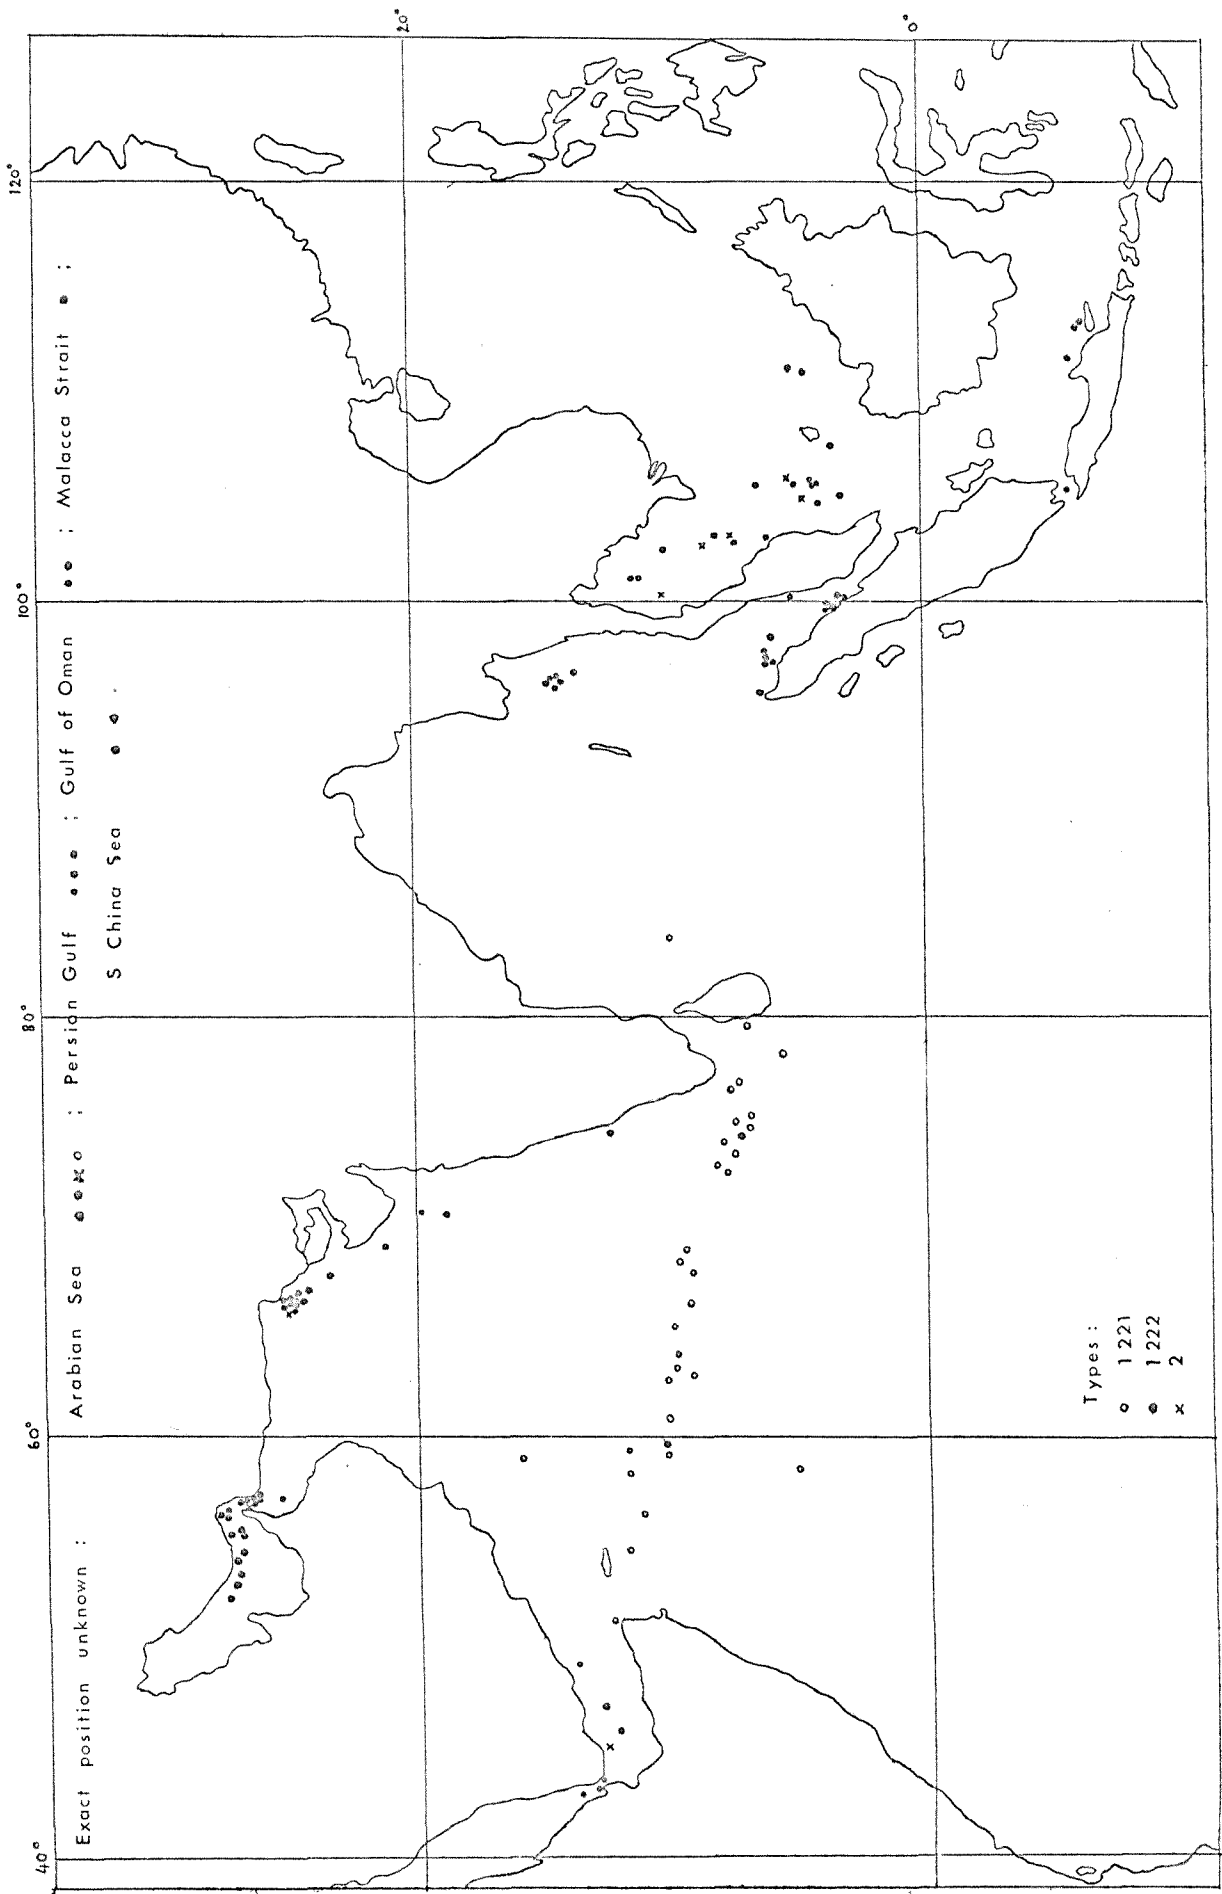 40°
60°
80°
100°
120°
20°
0°
Exact position unknown :
Arabian Sea
; Persian Gulf
; Gulf of Oman
; Malacca Strait
;
S China Sea
Types :
1221
1222
x 2